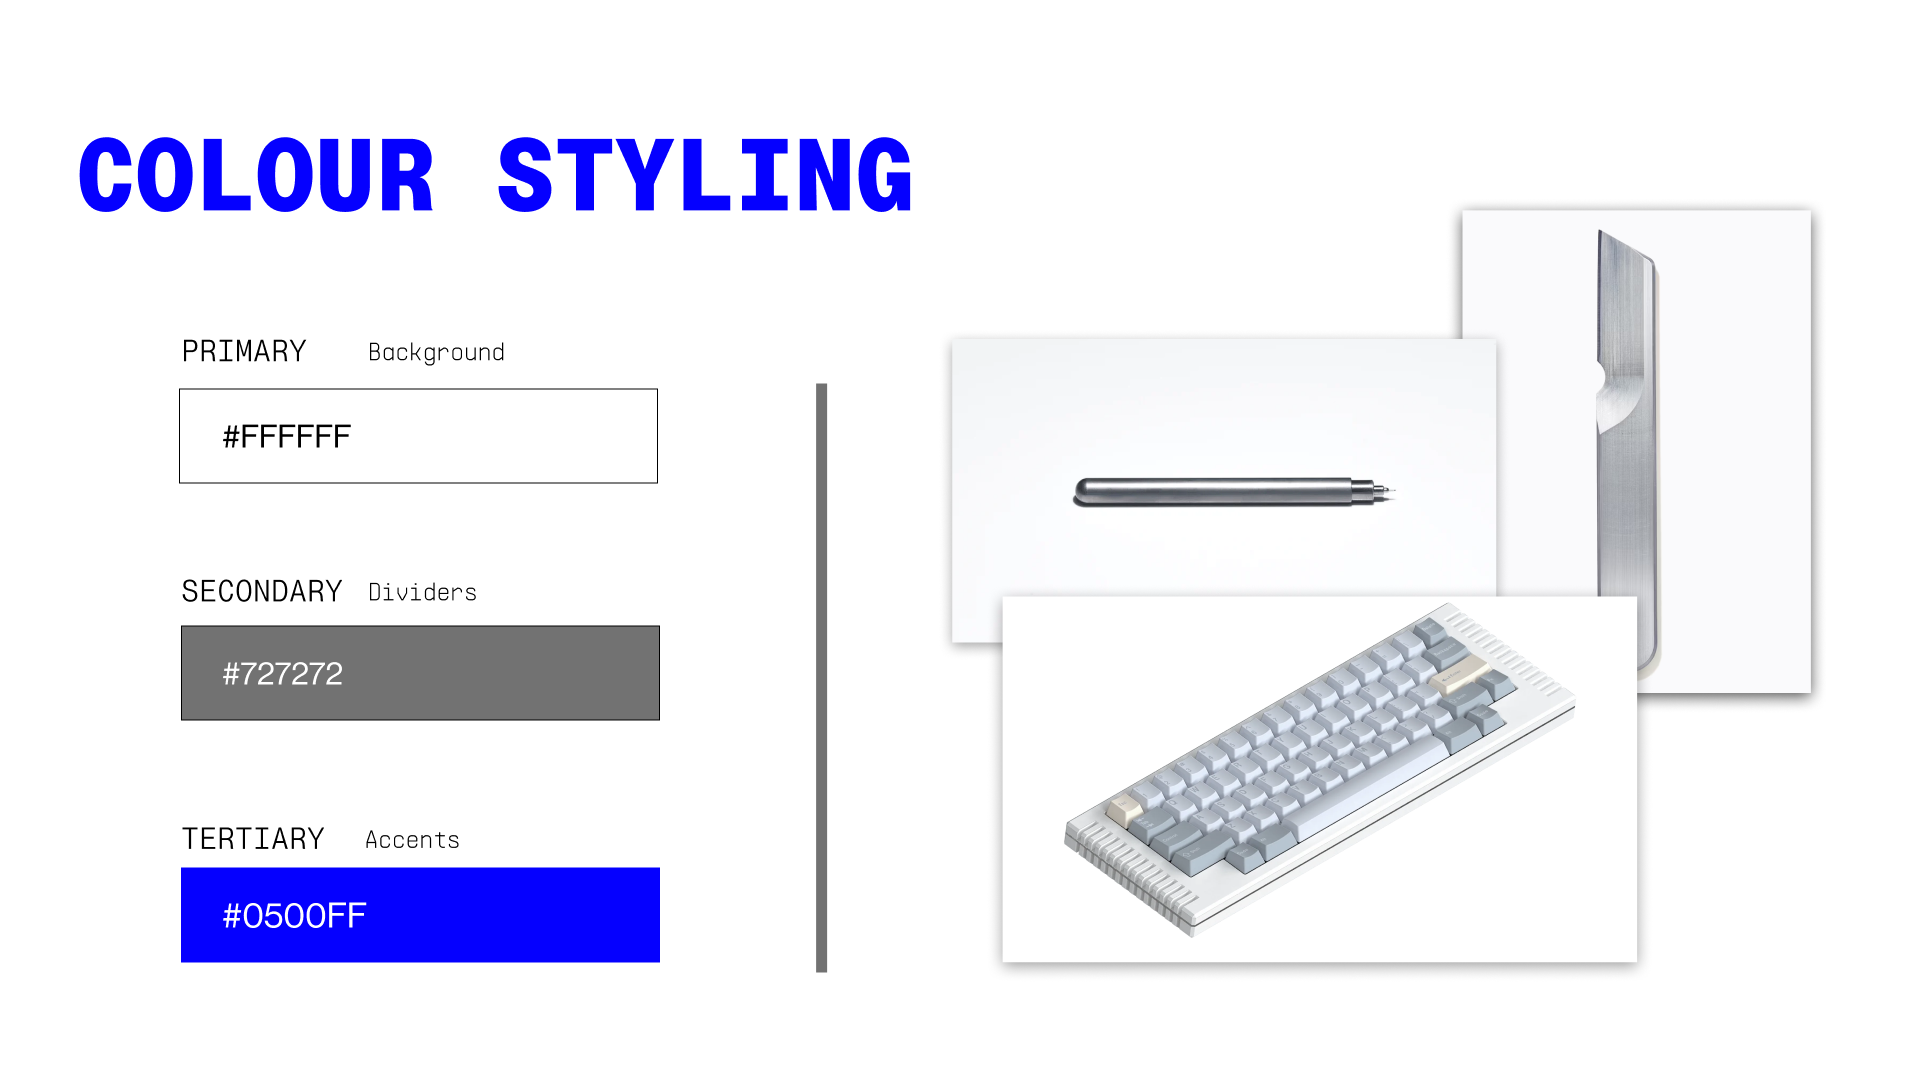 COLOUR STYLING
PRIMARY Background
#FFFFFF
SECONDARY Dividers
#727272
TERTIARY Accents
#0500FF